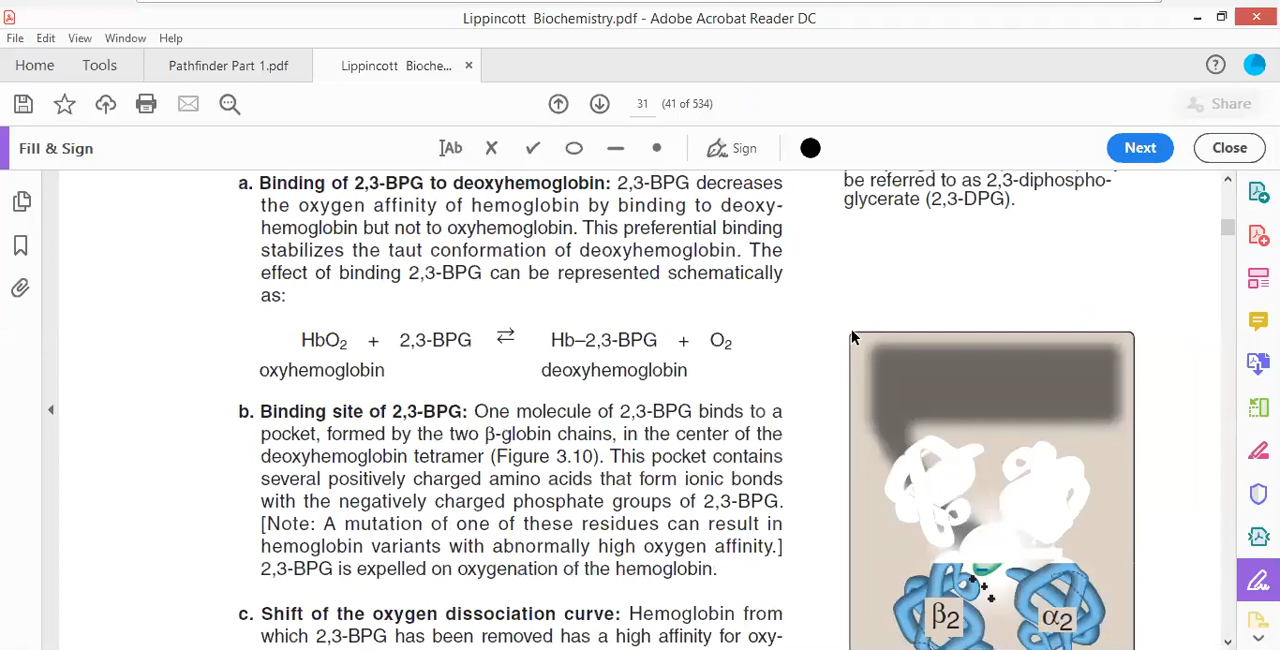 Lippincott Biochemistry.pdf - Adobe Acrobat Reader DC
File Edit View Window Help
Home Tools Pathfinder Part 1.pdf Lippincott Bioche... ×
31 (41 of 534)
Share
Fill & Sign
Ab
Sign
Next
Close
a. Binding of 2,3-BPG to deoxyhemoglobin: 2,3-BPG decreases
the oxygen affinity of hemoglobin by binding to deoxy-
hemoglobin but not to oxyhemoglobin. This preferential binding
stabilizes the taut conformation of deoxyhemoglobin. The
effect of binding 2,3-BPG can be represented schematically
as:
HbO₂ + 2,3-BPG ⇄ Hb–2,3-BPG + O₂
oxyhemoglobin deoxyhemoglobin
b. Binding site of 2,3-BPG: One molecule of 2,3-BPG binds to a
pocket, formed by the two β-globin chains, in the center of the
deoxyhemoglobin tetramer (Figure 3.10). This pocket contains
several positively charged amino acids that form ionic bonds
with the negatively charged phosphate groups of 2,3-BPG.
[Note: A mutation of one of these residues can result in
hemoglobin variants with abnormally high oxygen affinity.]
2,3-BPG is expelled on oxygenation of the hemoglobin.
c. Shift of the oxygen dissociation curve: Hemoglobin from
which 2,3-BPG has been removed has a high affinity for oxy-
be referred to as 2,3-diphospho-
glycerate (2,3-DPG).
β₂ α₂